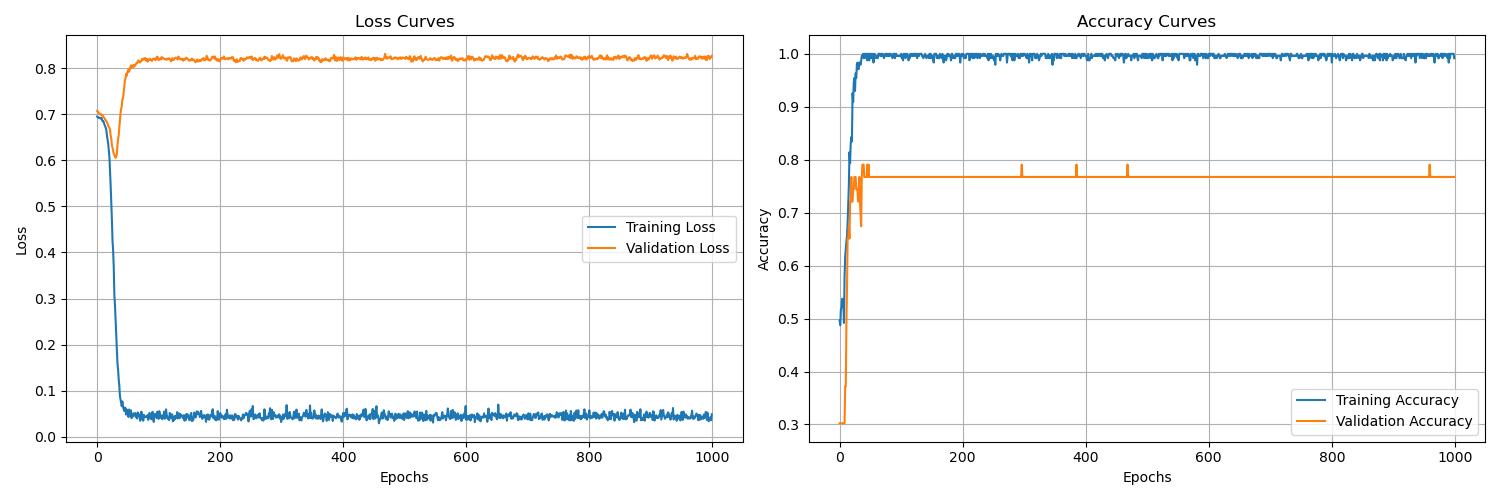 Loss Curves
Loss
0.8
0.7
0.6
0.5
0.4
0.3
0.2
0.1
0.0
Training Loss
Validation Loss
0 200 400 600 800 1000
Epochs
Accuracy Curves
Accuracy
1.0
0.9
0.8
0.7
0.6
0.5
0.4
0.3
Training Accuracy
Validation Accuracy
0 200 400 600 800 1000
Epochs